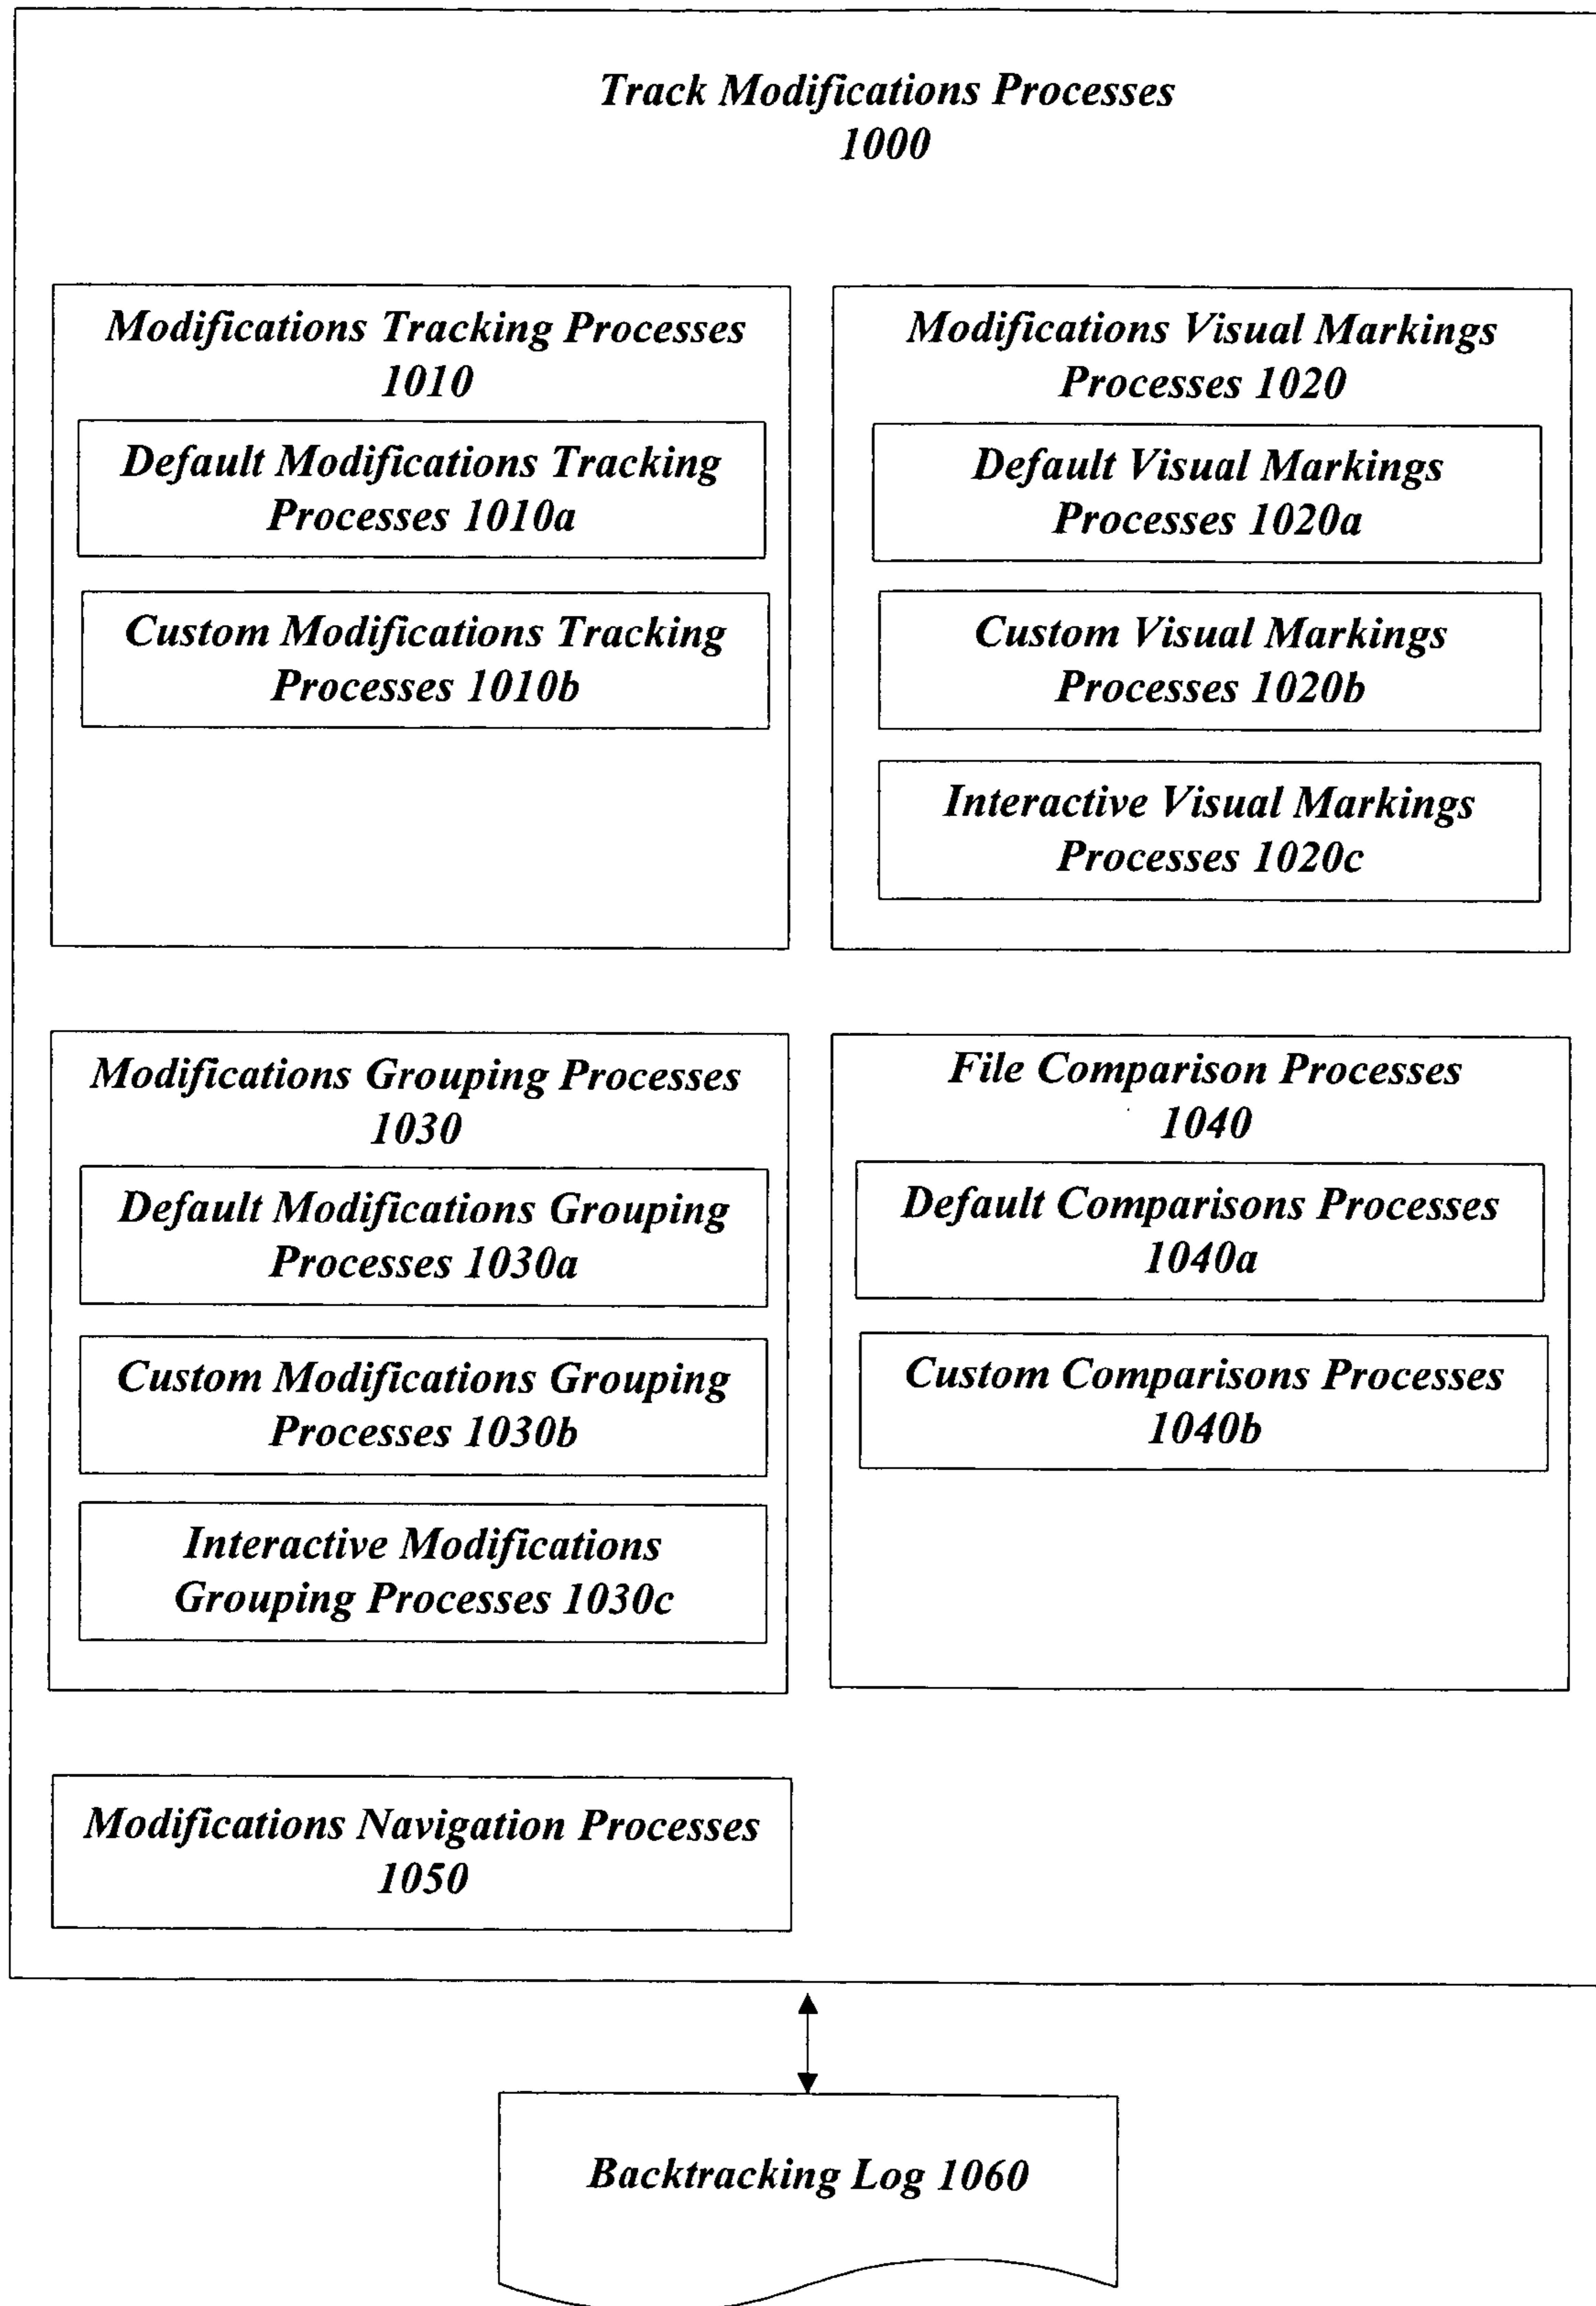 Track Modifications Processes
1000
Modifications Tracking Processes
1010
Default Modifications Tracking
Processes 1010a
Custom Modifications Tracking
Processes 1010b
Modifications Visual Markings
Processes 1020
Default Visual Markings
Processes 1020a
Custom Visual Markings
Processes 1020b
Interactive Visual Markings
Processes 1020c
Modifications Grouping Processes
1030
Default Modifications Grouping
Processes 1030a
Custom Modifications Grouping
Processes 1030b
Interactive Modifications
Grouping Processes 1030c
File Comparison Processes
1040
Default Comparisons Processes
1040a
Custom Comparisons Processes
1040b
Modifications Navigation Processes
1050
Backtracking Log 1060